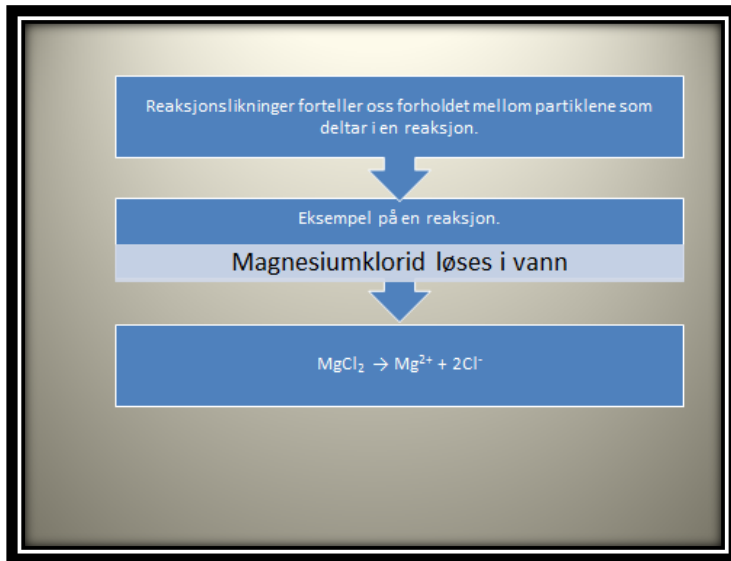 Reaksjonslikninger forteller oss forholdet mellom partiklene som
deltar i en reaksjon.
Eksempel på en reaksjon.
Magnesiumklorid løses i vann
MgCl₂ → Mg²⁺ + 2Cl⁻